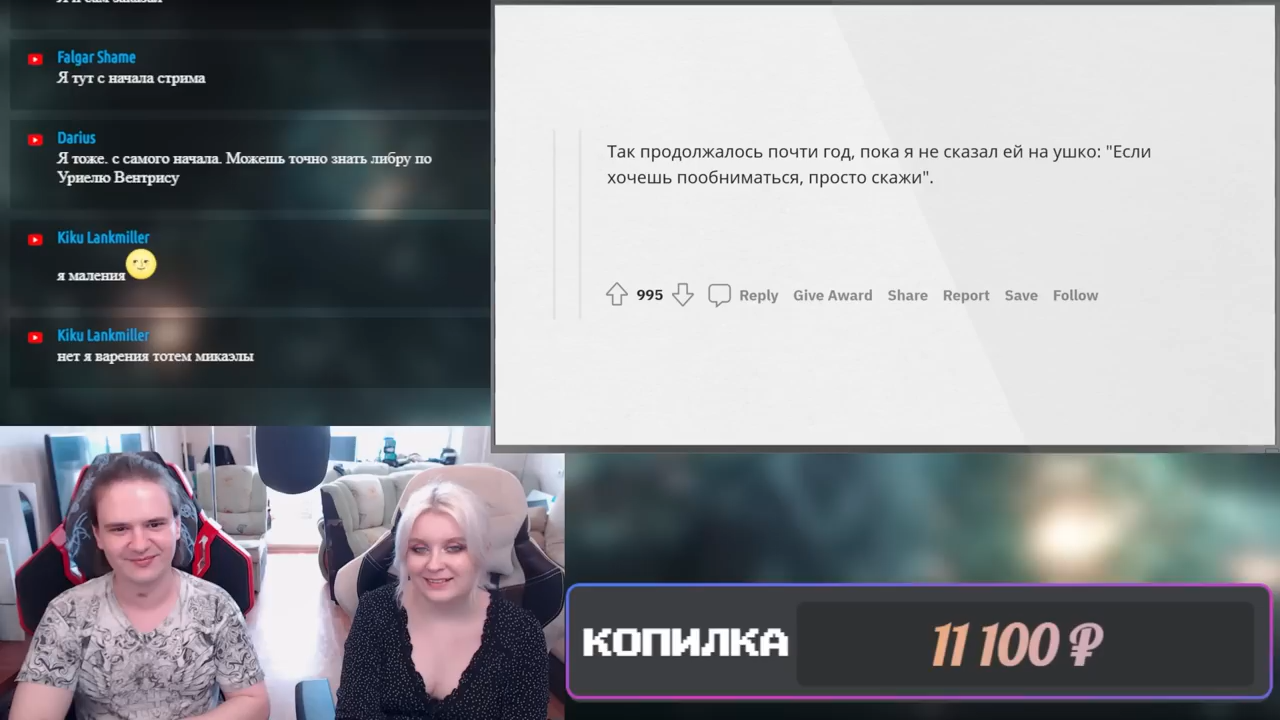 Я и сам заказал
Falgar Shame
Я тут с начала стрима
Darius
Я тоже. с самого начала. Можешь точно знать либру по
Уриелю Вентрису
Kiku Lankmiller
я маления
Kiku Lankmiller
нет я варения тотем микаэлы
Так продолжалось почти год, пока я не сказал ей на ушко: "Если
хочешь пообниматься, просто скажи".
995 Reply Give Award Share Report Save Follow
КОПИЛКА
11 100 ₽